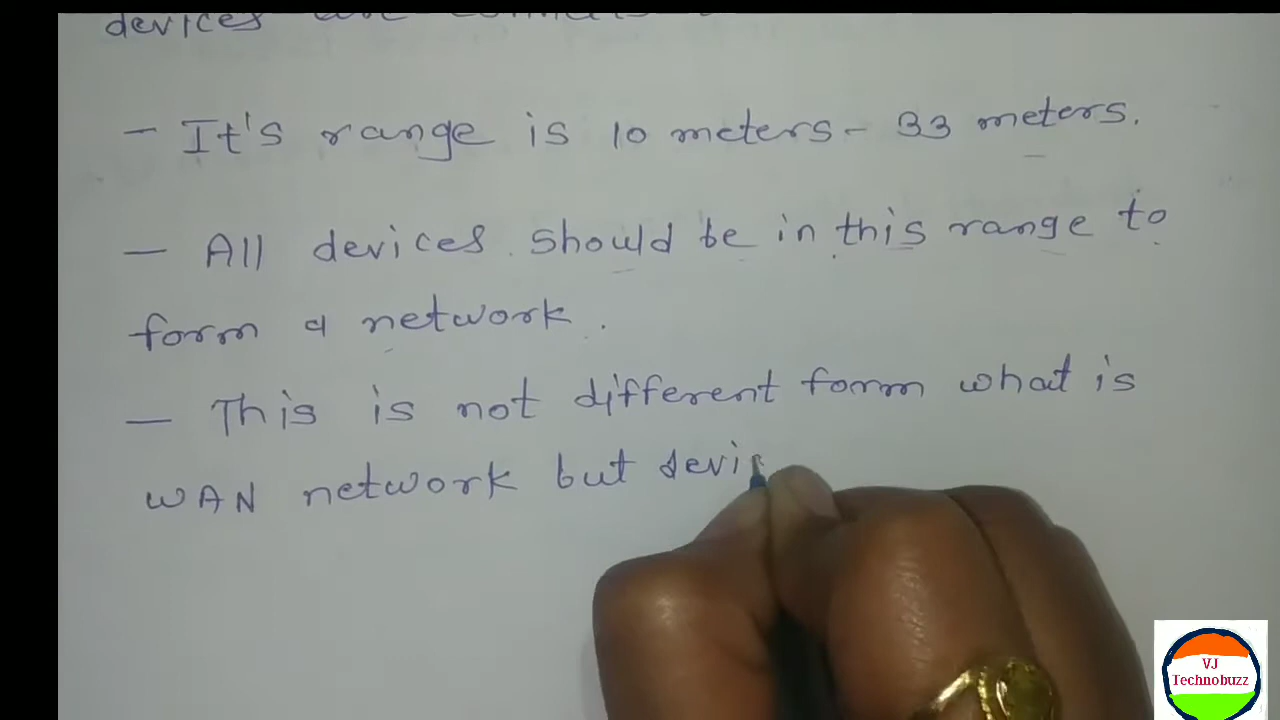 devices
- It's range is 10 meters - 33 meters.
- All devices should be in this range to
form a network.
- This is not different form what is
WAN network but devi
VJ
Technobuzz